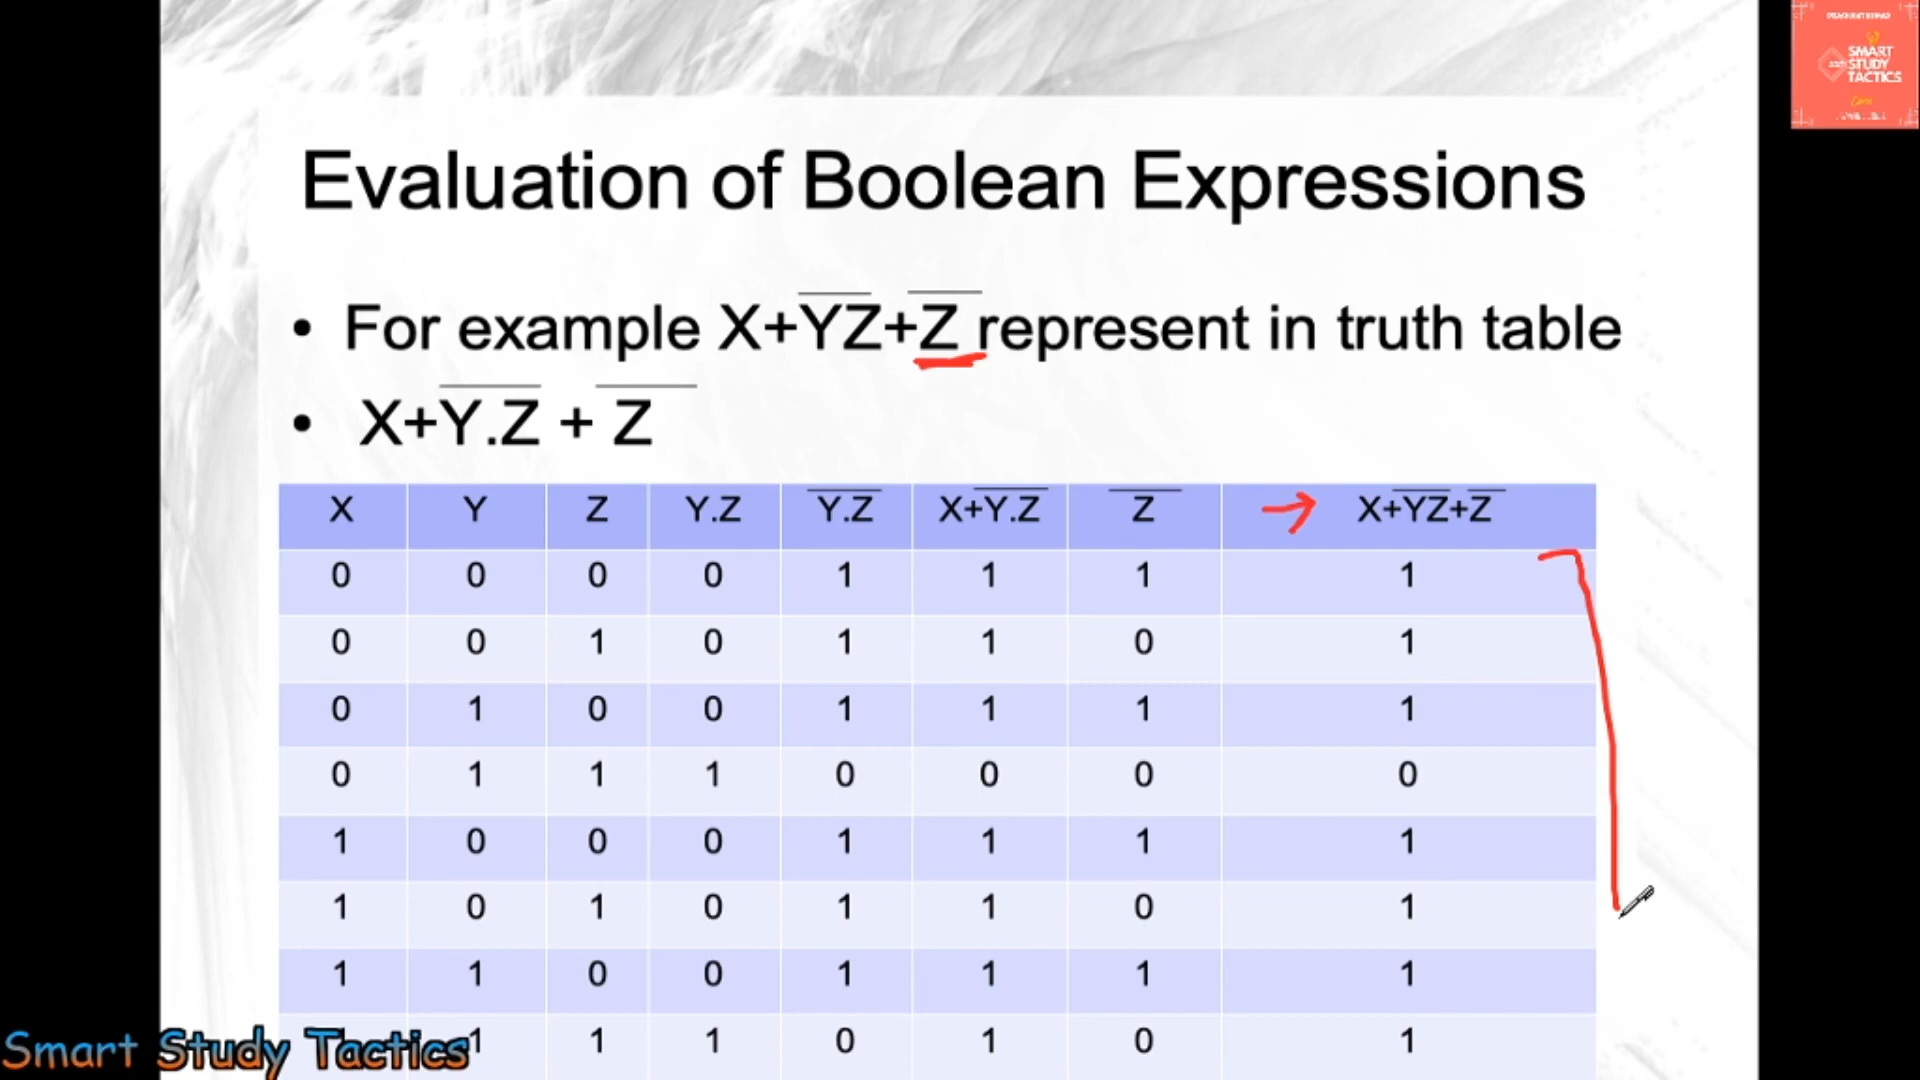 SMART
STUDY
TACTICS
Evaluation of Boolean Expressions
• For example X+Y̅Z̅+Z̅ represent in truth table
• X+Y̅.̅Z̅ + Z̅
X Y Z Y.Z Y̅.̅Z̅ X+Y̅.̅Z̅ Z̅ → X+Y̅Z̅+Z̅
0 0 0 0 1 1 1 1
0 0 1 0 1 1 0 1
0 1 0 0 1 1 1 1
0 1 1 1 0 0 0 0
1 0 0 0 1 1 1 1
1 0 1 0 1 1 0 1
1 1 0 0 1 1 1 1
1 1 1 0 1 0 1
Smart Study Tactics